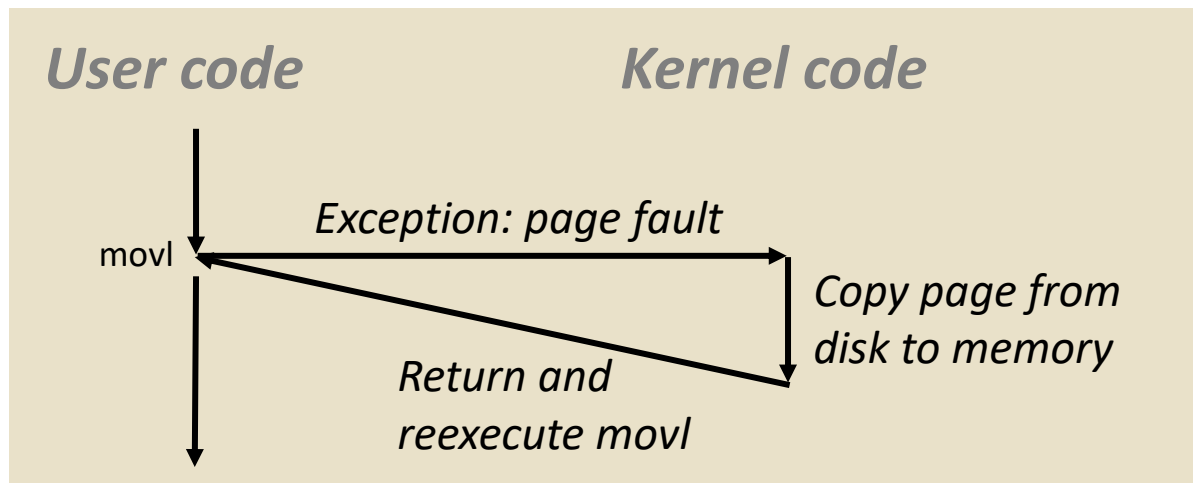 User code
Kernel code
Exception: page fault
movl
Copy page from
disk to memory
Return and
reexecute movl